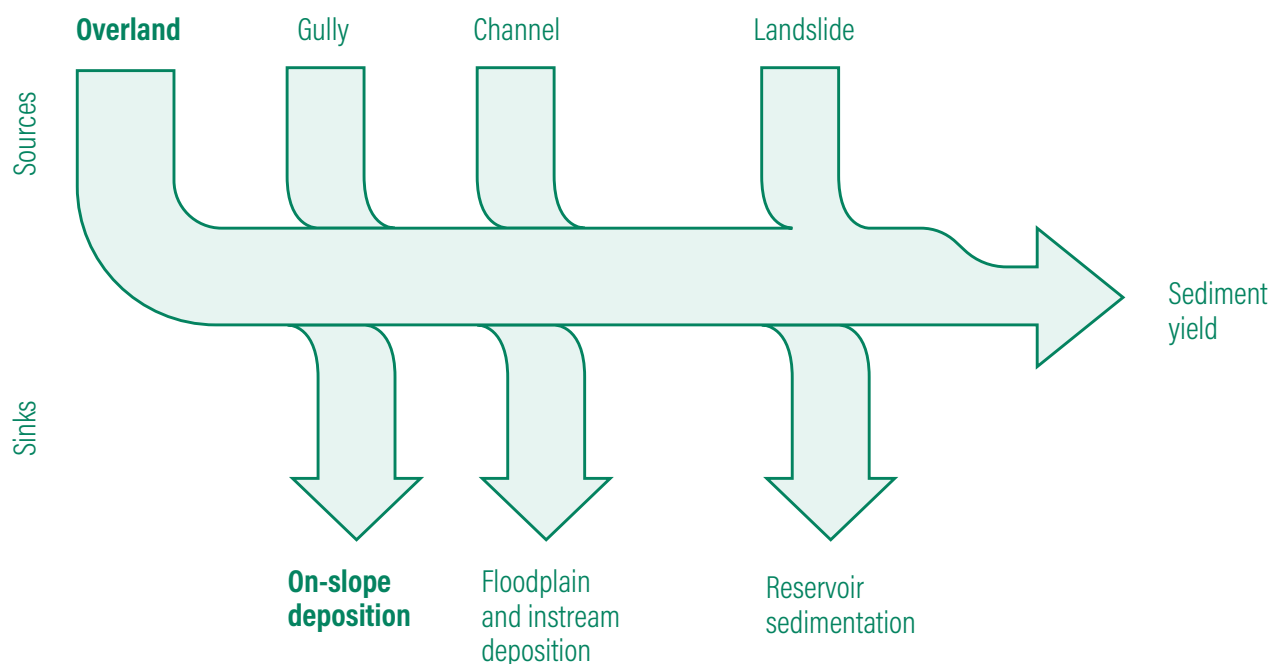 Overland
Gully
Channel
Landslide
Sources
Sediment
yield
Sinks
On-slope
deposition
Floodplain
and instream
deposition
Reservoir
sedimentation